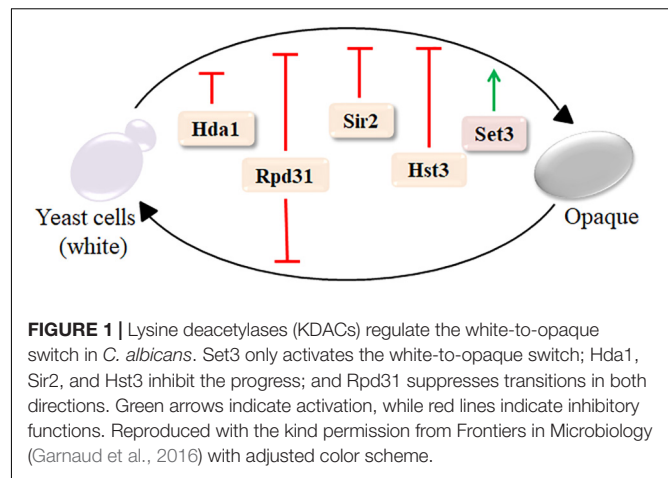 Hda1
Sir2
Set3
Rpd31
Hst3
Yeast cells
(white)
Opaque
FIGURE 1 | Lysine deacetylases (KDACs) regulate the white-to-opaque
switch in C. albicans. Set3 only activates the white-to-opaque switch; Hda1,
Sir2, and Hst3 inhibit the progress; and Rpd31 suppresses transitions in both
directions. Green arrows indicate activation, while red lines indicate inhibitory
functions. Reproduced with the kind permission from Frontiers in Microbiology
(Garnaud et al., 2016) with adjusted color scheme.